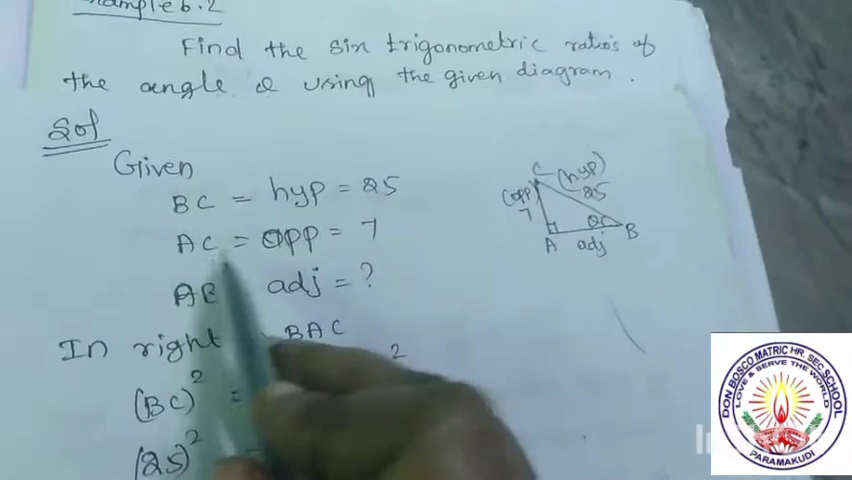 Example 6.2
Find the six trigonometric ratios of
the angle θ using the given diagram.
Sol
Given
BC = hyp = 25
AC = opp = 7
AB adj = ?
In right BAC
(BC)² =
2
(25)² =
C
(hyp)
25
(opp)
7
θ
A
adj
B
DON BOSCO MATRIC HR. SEC. SCHOOL
LOVE & SERVE THE WORLD
PARAMAKUDI